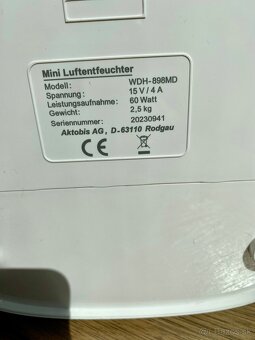 Mini Luftentfeuchter
Modell: WDH-898MD
Spannung: 15 V / 4 A
Leistungsaufnahme: 60 Watt
Gewicht: 2,5 kg
Seriennummer: 20230941
Aktobis AG, D-63110 Rodgau
CE